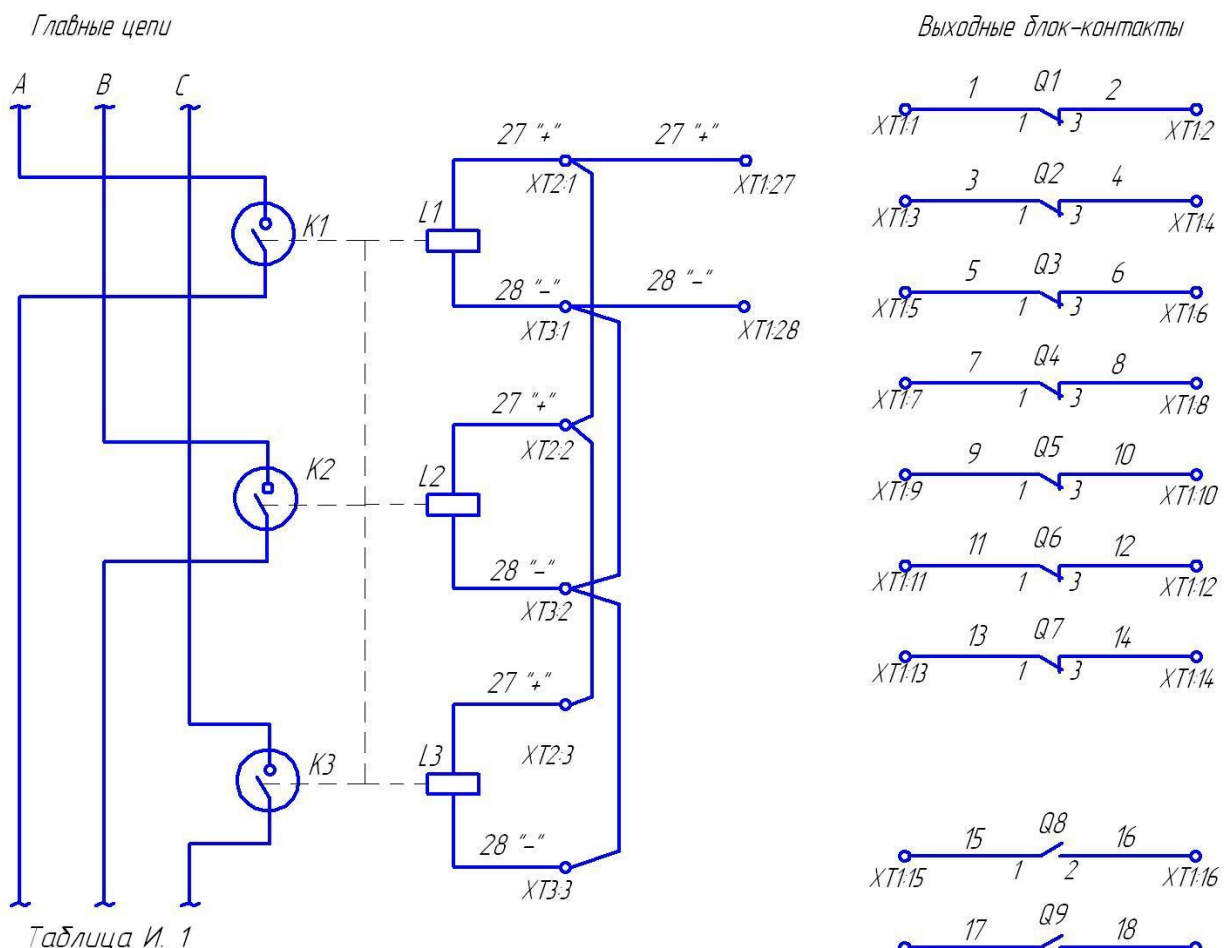 Главные цепи
A B C
K1
K2
K3
L1
L2
L3
27 "+" 27 "+"
XT2:1 XT1:27
28 "-" 28 "-"
XT3:1 XT1:28
27 "+"
XT2:2
28 "-"
XT3:2
27 "+"
XT2:3
28 "-"
XT3:3
Таблица И. 1
Выходные блок-контакты
1 Q1 2
XT1:1 1 3 XT1:2
3 Q2 4
XT1:3 1 3 XT1:4
5 Q3 6
XT1:5 1 3 XT1:6
7 Q4 8
XT1:7 1 3 XT1:8
9 Q5 10
XT1:9 1 3 XT1:10
11 Q6 12
XT1:11 1 3 XT1:12
13 Q7 14
XT1:13 1 3 XT1:14
15 Q8 16
XT1:15 1 2 XT1:16
17 Q9 18